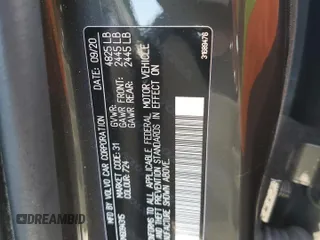 MFD. BY VOLVO CAR CORPORATION
DATE: 09/20
GVWR: 4825 LB
GAWR FRONT: 2445 LB
GAWR REAR: 2445 LB
MARKET CODE: 31
COLOUR: 724
TO ALL APPLICABLE FEDERAL MOTOR VEHICLE
PREVENTION STANDARDS IN EFFECT ON
SHOWN ABOVE.
DREAMBID